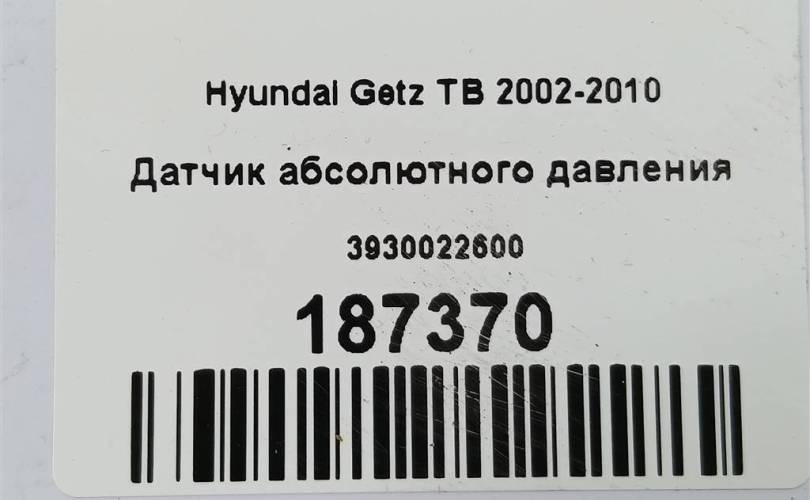 Hyundai Getz TB 2002-2010
Датчик абсолютного давления
3930022600
187370